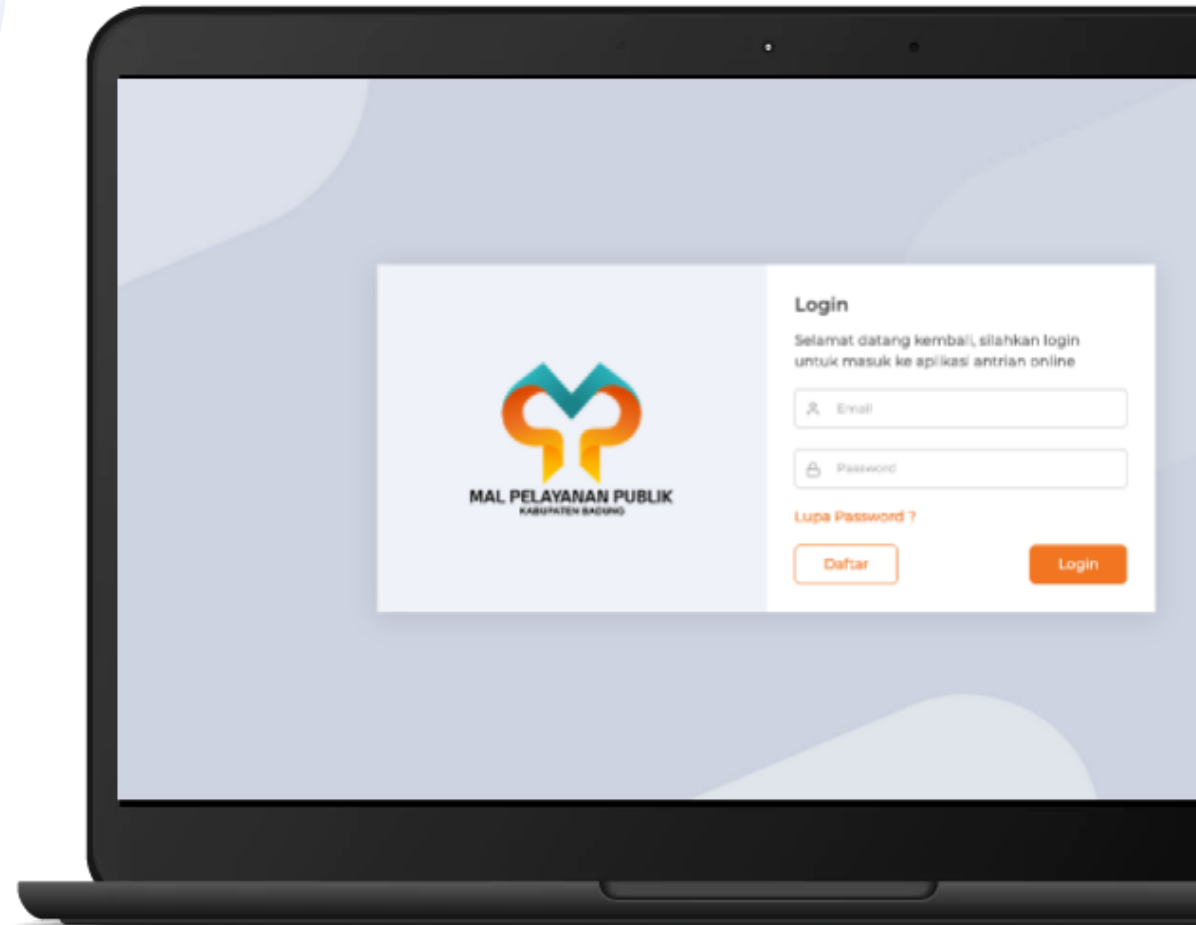 MAL PELAYANAN PUBLIK
KABUPATEN BADUNG
Login
Selamat datang kembali, silahkan login
untuk masuk ke aplikasi antrian online
Email
Password
Lupa Password ?
Daftar
Login